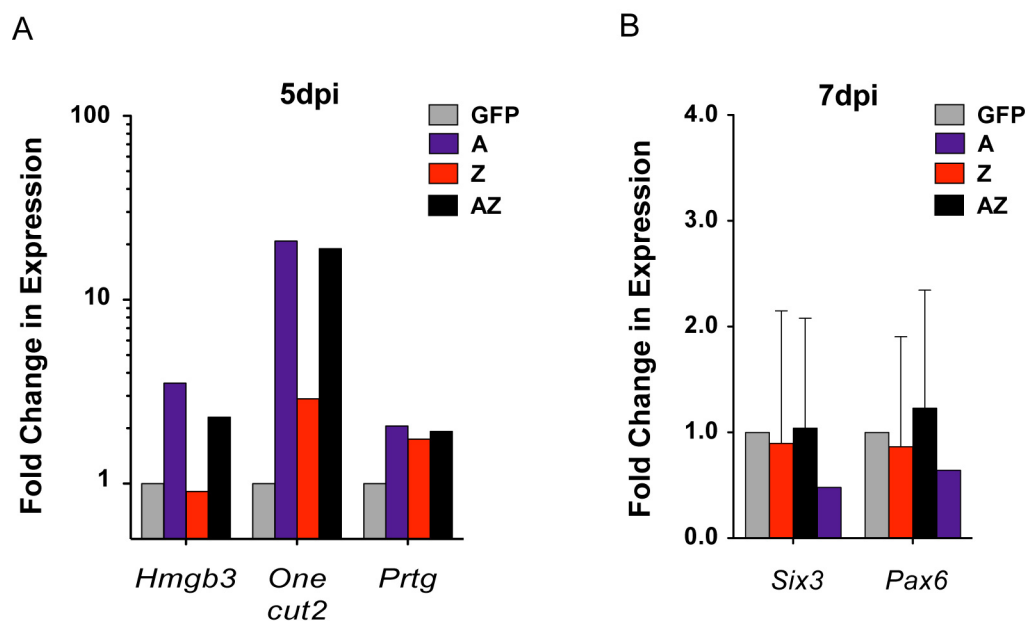 A
5dpi
GFP
A
Z
AZ
Fold Change in Expression
100
10
1
Hmgb3
One
cut2
Prtg
B
7dpi
GFP
A
Z
AZ
Fold Change in Expression
4.0
3.0
2.0
1.0
0.0
Six3
Pax6